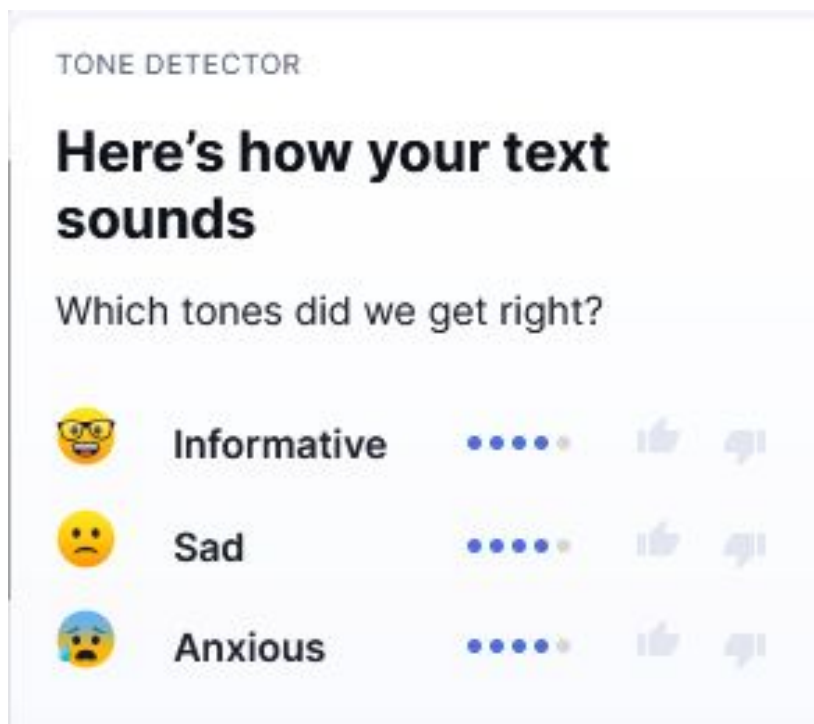 TONE DETECTOR
Here’s how your text
sounds
Which tones did we get right?
Informative
Sad
Anxious